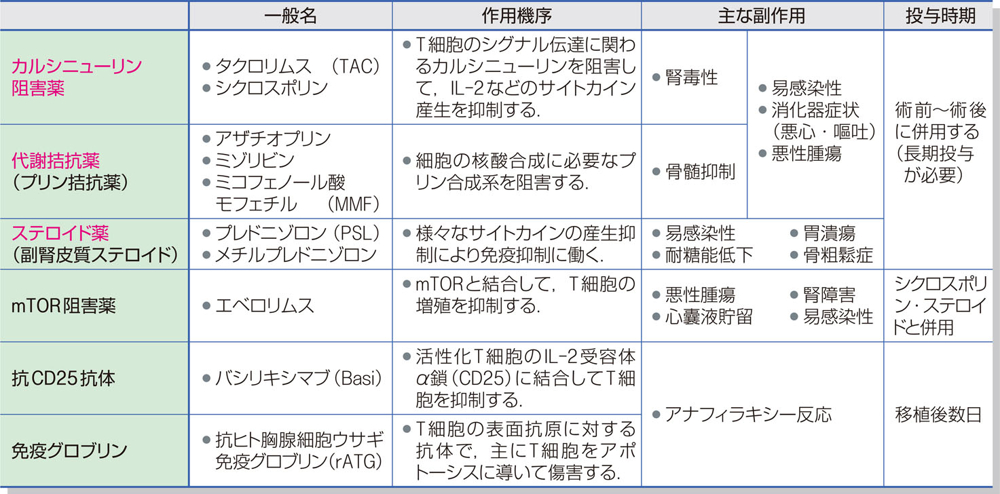 一般名 作用機序 主な副作用 投与時期
カルシニューリン
阻害薬
● タクロリムス （TAC）
● シクロスポリン
● T細胞のシグナル伝達に関わ
るカルシニューリンを阻害し
て，IL-2などのサイトカイン
産生を抑制する．
● 腎毒性
● 易感染性
● 消化器症状
（悪心・嘔吐）
● 悪性腫瘍
術前～術後
に併用する
（長期投与
が必要）
代謝拮抗薬
（プリン拮抗薬）
● アザチオプリン
● ミゾリビン
● ミコフェノール酸
モフェチル （MMF）
● 細胞の核酸合成に必要なプ
リン合成系を阻害する．
● 骨髄抑制
ステロイド薬
（副腎皮質ステロイド）
● プレドニゾロン（PSL）
● メチルプレドニゾロン
● 様々なサイトカインの産生抑
制により免疫抑制に働く．
● 易感染性 ● 胃潰瘍
● 耐糖能低下 ● 骨粗鬆症
mTOR阻害薬
● エベロリムス
● mTORと結合して，T細胞の
増殖を抑制する．
● 悪性腫瘍 ● 腎障害
● 心嚢液貯留 ● 易感染性
シクロスポリ
ン・ステロイ
ドと併用
抗CD25抗体
● バシリキシマブ（Basi）
● 活性化T細胞のIL-2受容体
α鎖（CD25）に結合してT細
胞を抑制する．
● アナフィラキシー反応
移植後数日
免疫グロブリン
● 抗ヒト胸腺細胞ウサギ
免疫グロブリン（rATG）
● T細胞の表面抗原に対する
抗体で，主にT細胞をアポ
トーシスに導いて傷害する．